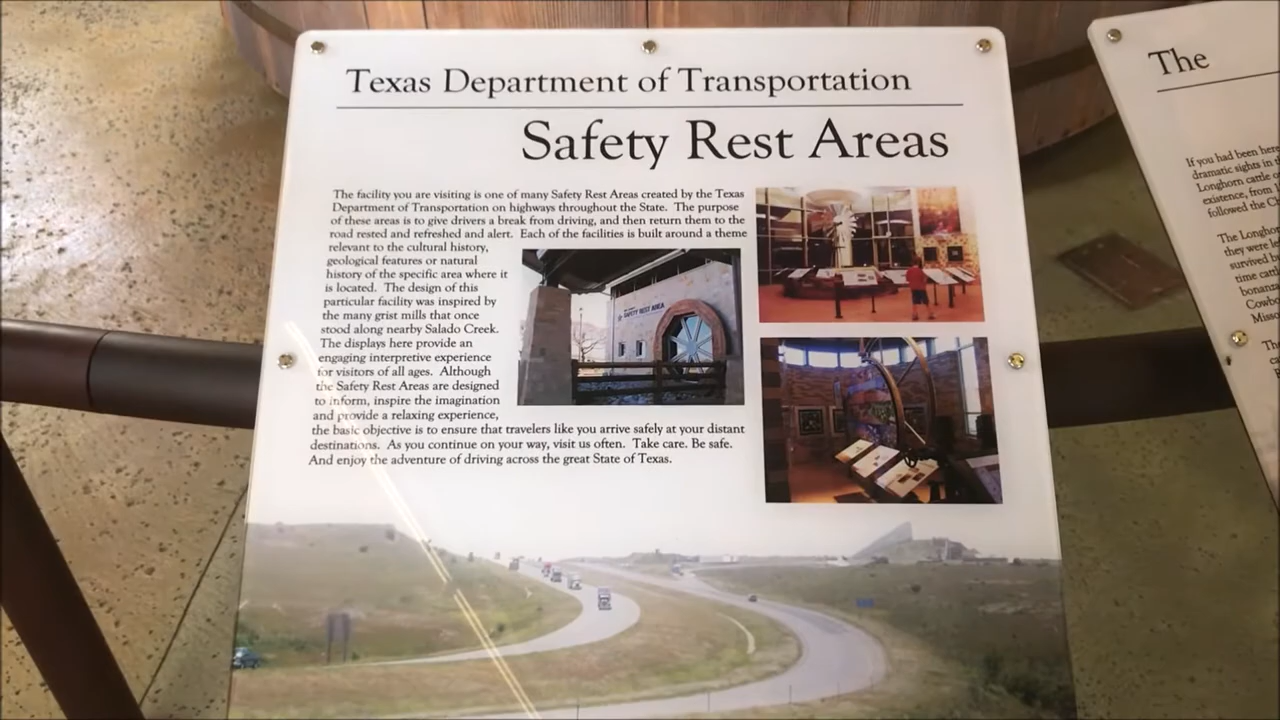 Texas Department of Transportation
Safety Rest Areas
The facility you are visiting is one of many Safety Rest Areas created by the Texas
Department of Transportation on highways throughout the State. The purpose
of these areas is to give drivers a break from driving, and then return them to the
road rested and refreshed and alert. Each of the facilities is built around a theme
relevant to the cultural history,
geological features or natural
history of the specific area where it
is located. The design of this
particular facility was inspired by
the many grist mills that once
stood along nearby Salado Creek.
The displays here provide an
engaging interpretive experience
for visitors of all ages. Although
the Safety Rest Areas are designed
to inform, inspire the imagination
and provide a relaxing experience,
the basic objective is to ensure that travelers like you arrive safely at your distant
destinations. As you continue on your way, visit us often. Take care. Be safe.
And enjoy the adventure of driving across the great State of Texas.
SAFETY REST AREA
The
If you had been here
dramatic sights in
Longhorn cattle
existence, from
followed the
The
they were
survived by
time
bonanza